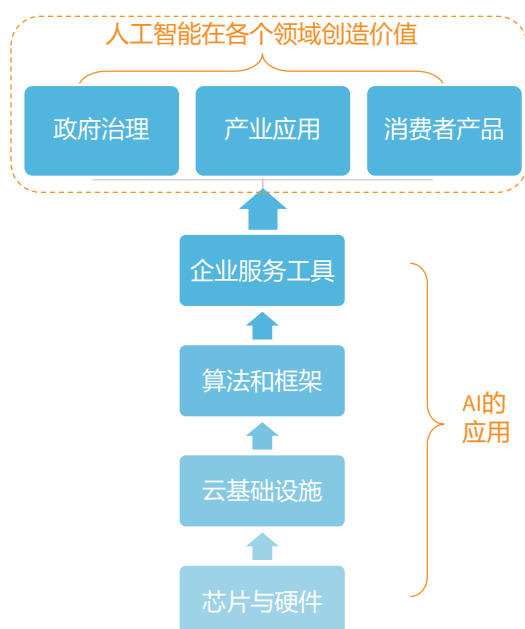 人工智能在各个领域创造价值
政府治理
产业应用
消费者产品
企业服务工具
算法和框架
云基础设施
芯片与硬件
AI的
应用